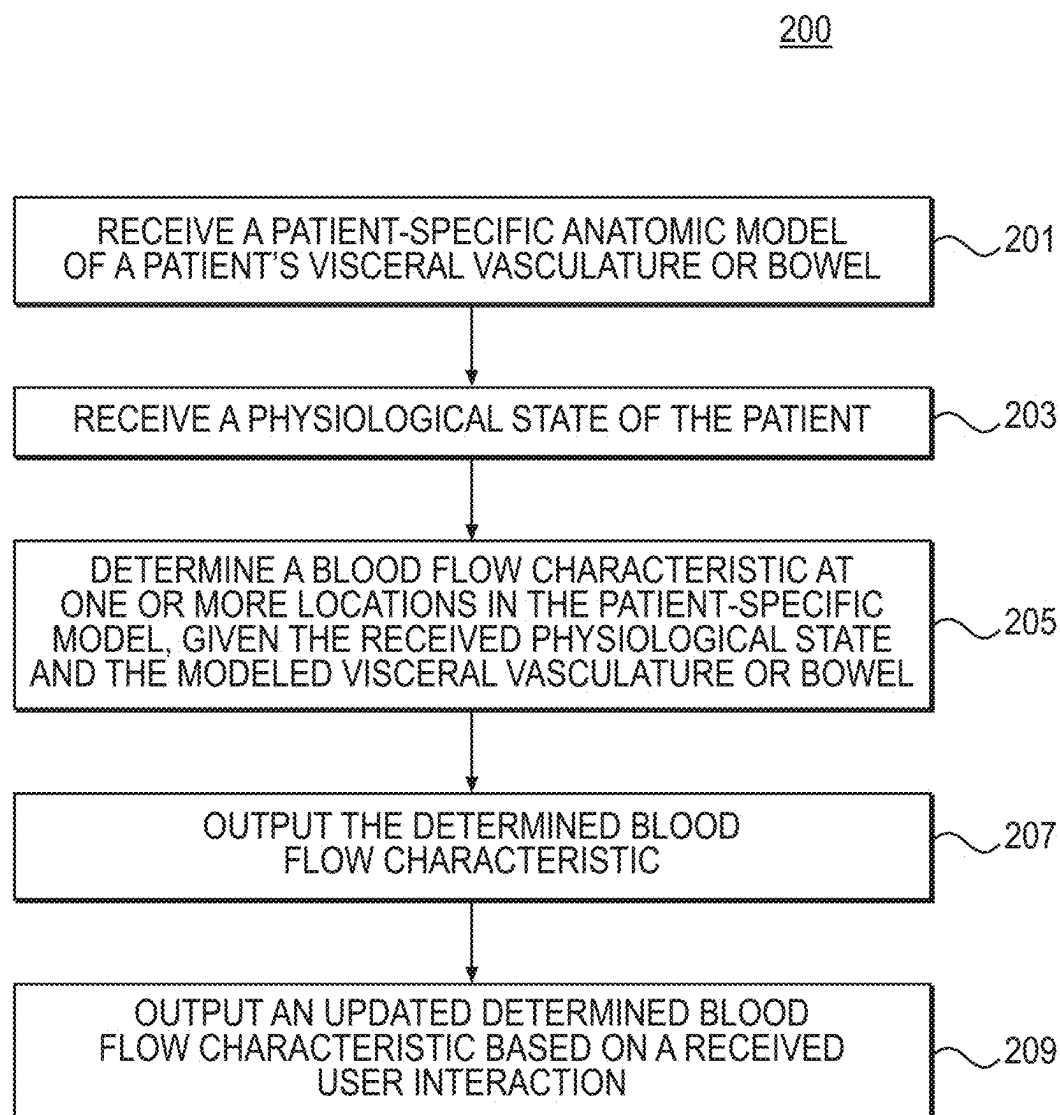 200
RECEIVE A PATIENT-SPECIFIC ANATOMIC MODEL
OF A PATIENT'S VISCERAL VASCULATURE OR BOWEL
201
RECEIVE A PHYSIOLOGICAL STATE OF THE PATIENT
203
DETERMINE A BLOOD FLOW CHARACTERISTIC AT
ONE OR MORE LOCATIONS IN THE PATIENT-SPECIFIC
MODEL, GIVEN THE RECEIVED PHYSIOLOGICAL STATE
AND THE MODELED VISCERAL VASCULATURE OR BOWEL
205
OUTPUT THE DETERMINED BLOOD
FLOW CHARACTERISTIC
207
OUTPUT AN UPDATED DETERMINED BLOOD
FLOW CHARACTERISTIC BASED ON A RECEIVED
USER INTERACTION
209